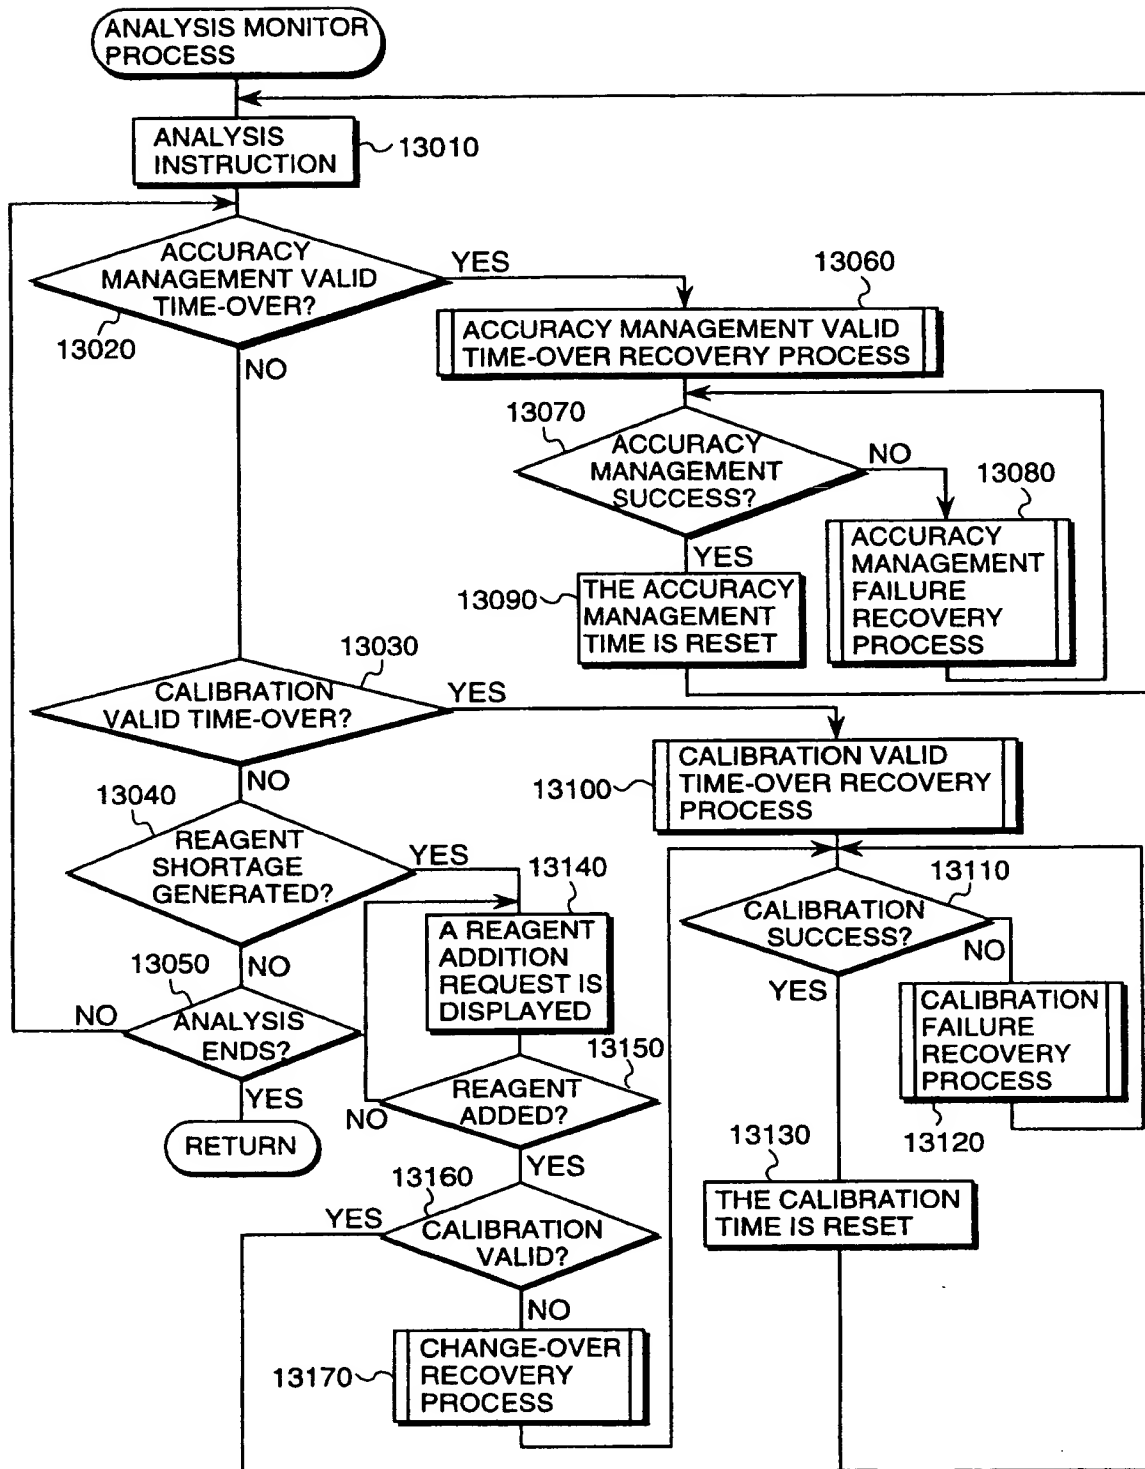 ANALYSIS MONITOR
PROCESS
ANALYSIS
INSTRUCTION
13010
ACCURACY
MANAGEMENT VALID
TIME-OVER?
YES
13020
NO
13060
ACCURACY MANAGEMENT VALID
TIME-OVER RECOVERY PROCESS
13070
ACCURACY
MANAGEMENT
SUCCESS?
NO
13080
YES
ACCURACY
MANAGEMENT
FAILURE
RECOVERY
PROCESS
13090
THE ACCURACY
MANAGEMENT
TIME IS RESET
13030
CALIBRATION
VALID TIME-OVER?
YES
NO
CALIBRATION VALID
TIME-OVER RECOVERY
PROCESS
13100
13040
REAGENT
SHORTAGE
GENERATED?
YES
NO
13140
A REAGENT
ADDITION
REQUEST IS
DISPLAYED
13110
CALIBRATION
SUCCESS?
NO
YES
13050
ANALYSIS
ENDS?
NO
YES
RETURN
CALIBRATION
FAILURE
RECOVERY
PROCESS
13120
13150
REAGENT
ADDED?
NO
YES
13130
THE CALIBRATION
TIME IS RESET
13160
CALIBRATION
VALID?
YES
NO
CHANGE-OVER
RECOVERY
PROCESS
13170